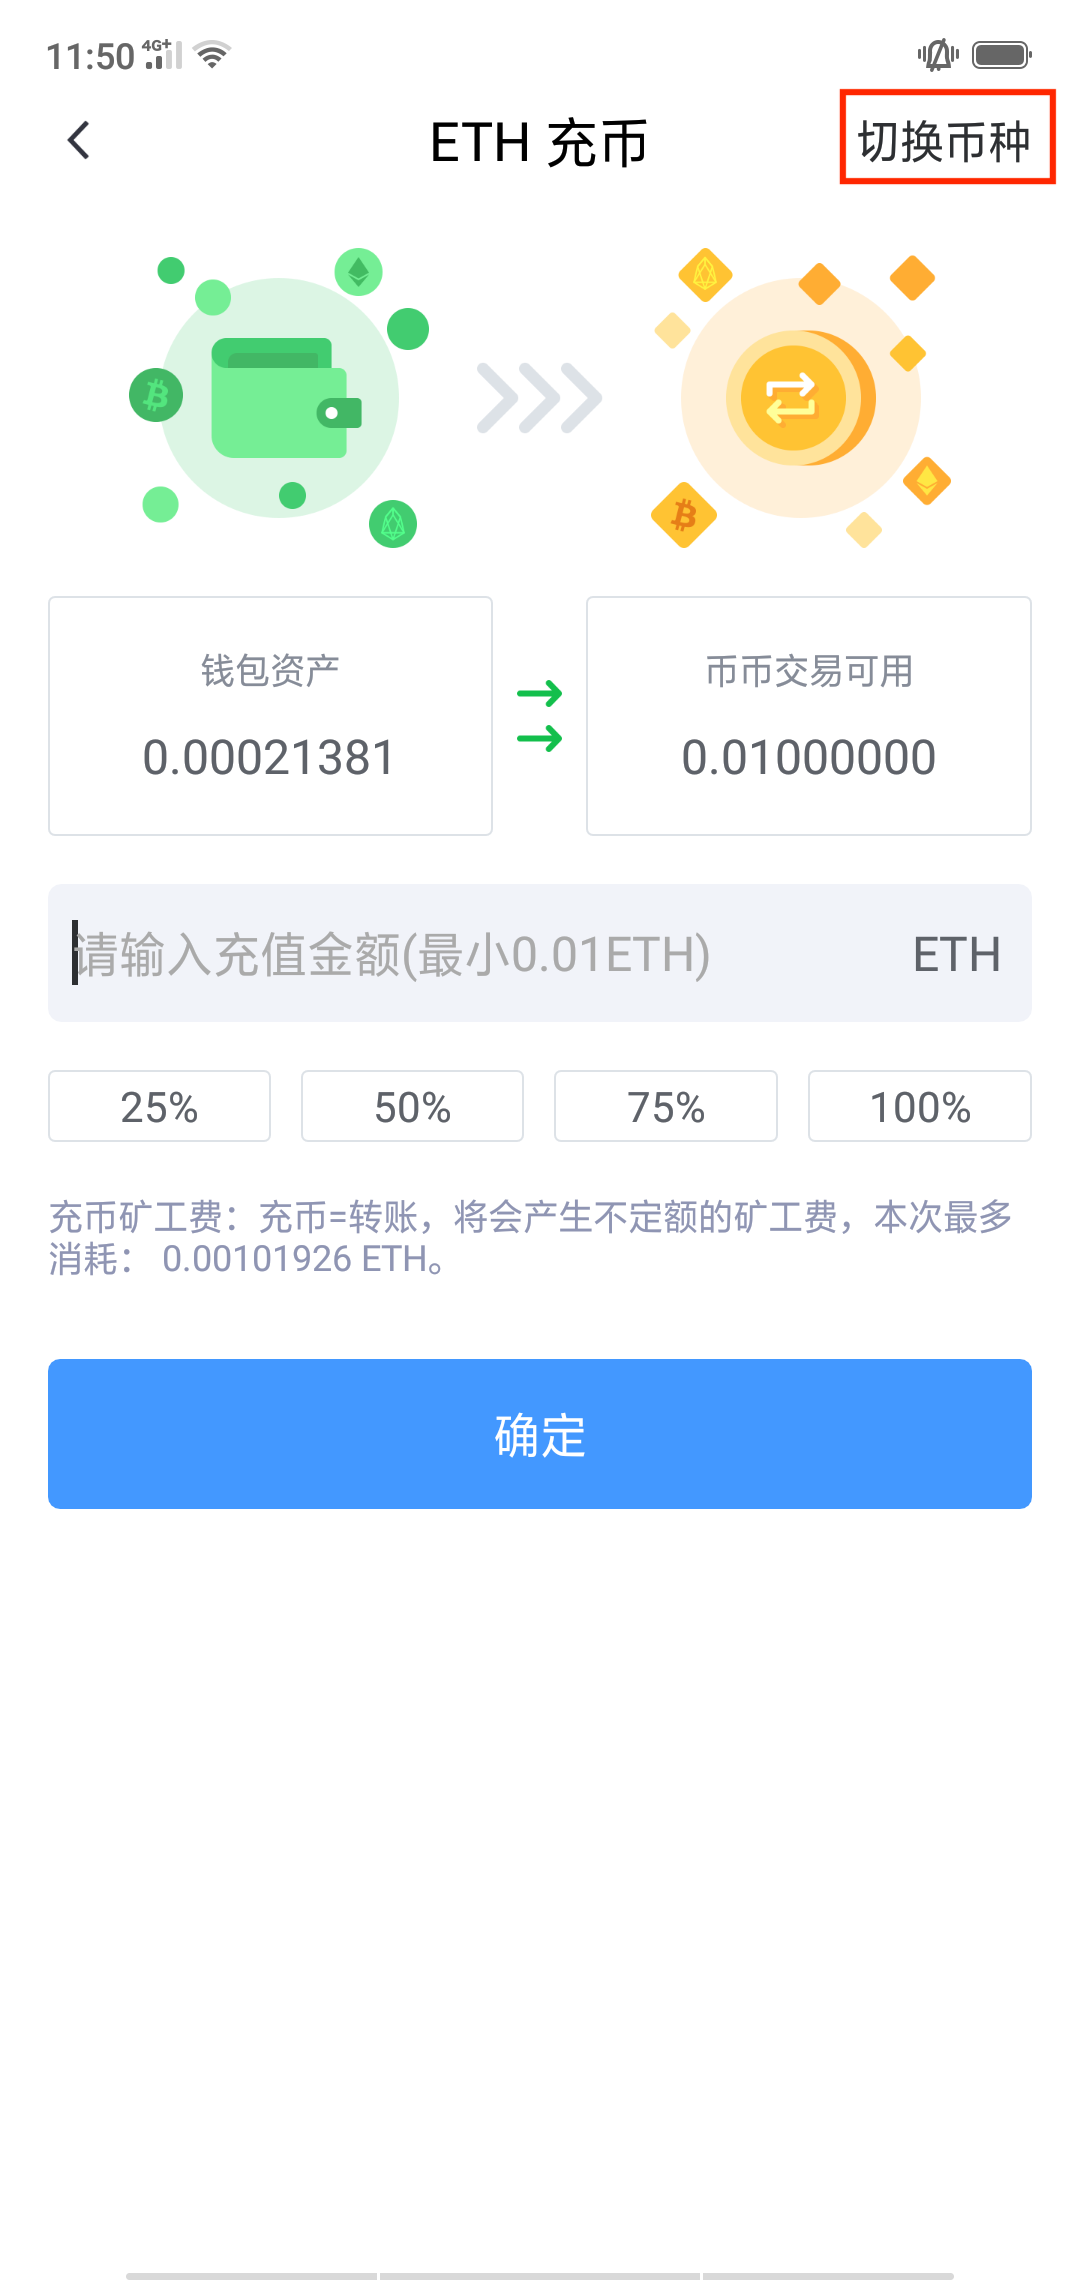 11:50 4G+
ETH 充币
切换币种
钱包资产
0.00021381
币币交易可用
0.01000000
请输入充值金额(最小0.01ETH)
ETH
25%
50%
75%
100%
充币矿工费：充币=转账，将会产生不定额的矿工费，本次最多
消耗： 0.00101926 ETH。
确定